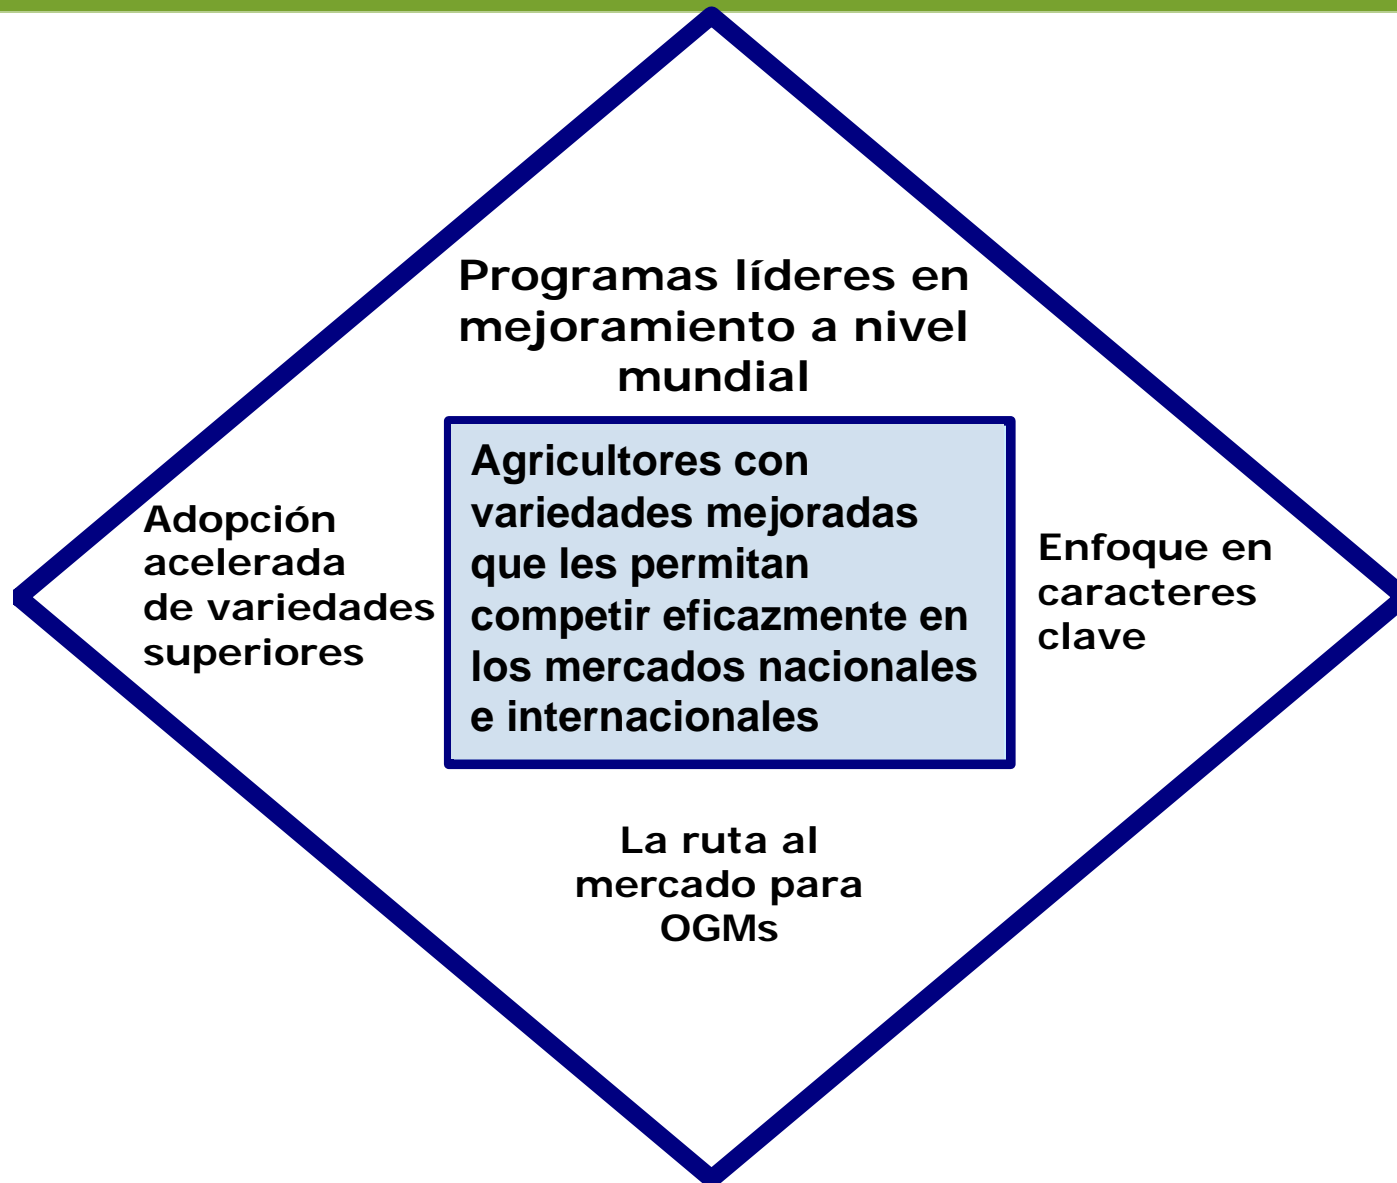 Programas líderes en
mejoramiento a nivel
mundial
Adopción
acelerada
de variedades
superiores
Agricultores con
variedades mejoradas
que les permitan
competir eficazmente en
los mercados nacionales
e internacionales
Enfoque en
caracteres
clave
La ruta al
mercado para
OGMs